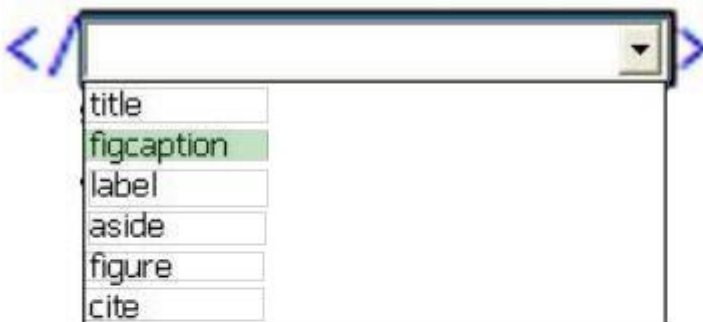 </ >
title
figcaption
label
aside
figure
cite